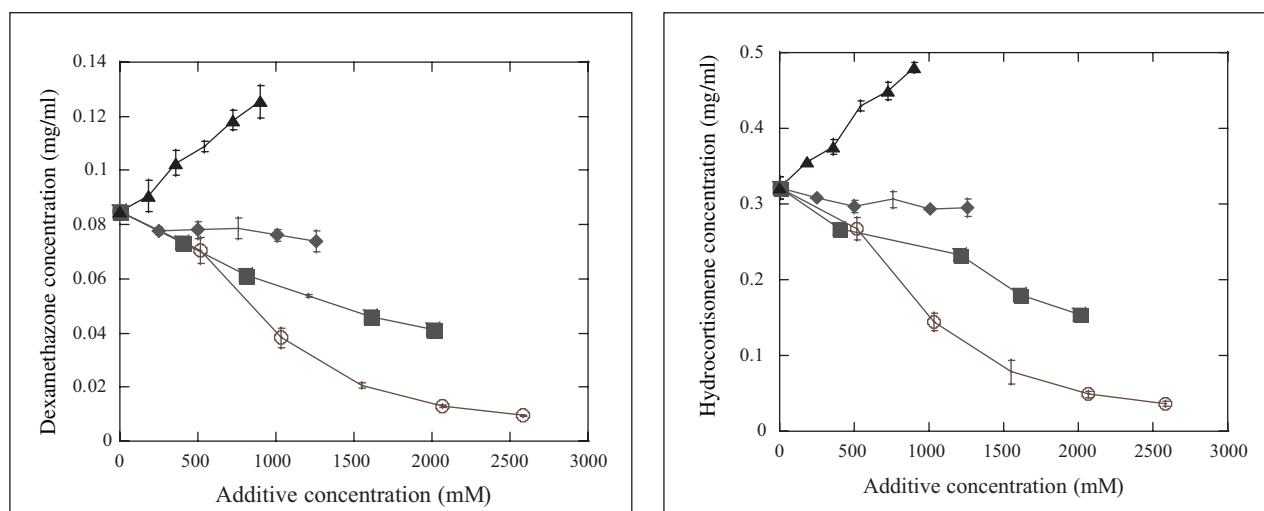 Dexamethazone concentration (mg/ml)
0.14
0.12
0.1
0.08
0.06
0.04
0.02
0
0 500 1000 1500 2000 2500 3000
Additive concentration (mM)
Hydrocortisonene concentration (mg/ml)
0.5
0.4
0.3
0.2
0.1
0
0 500 1000 1500 2000 2500 3000
Additive concentration (mM)